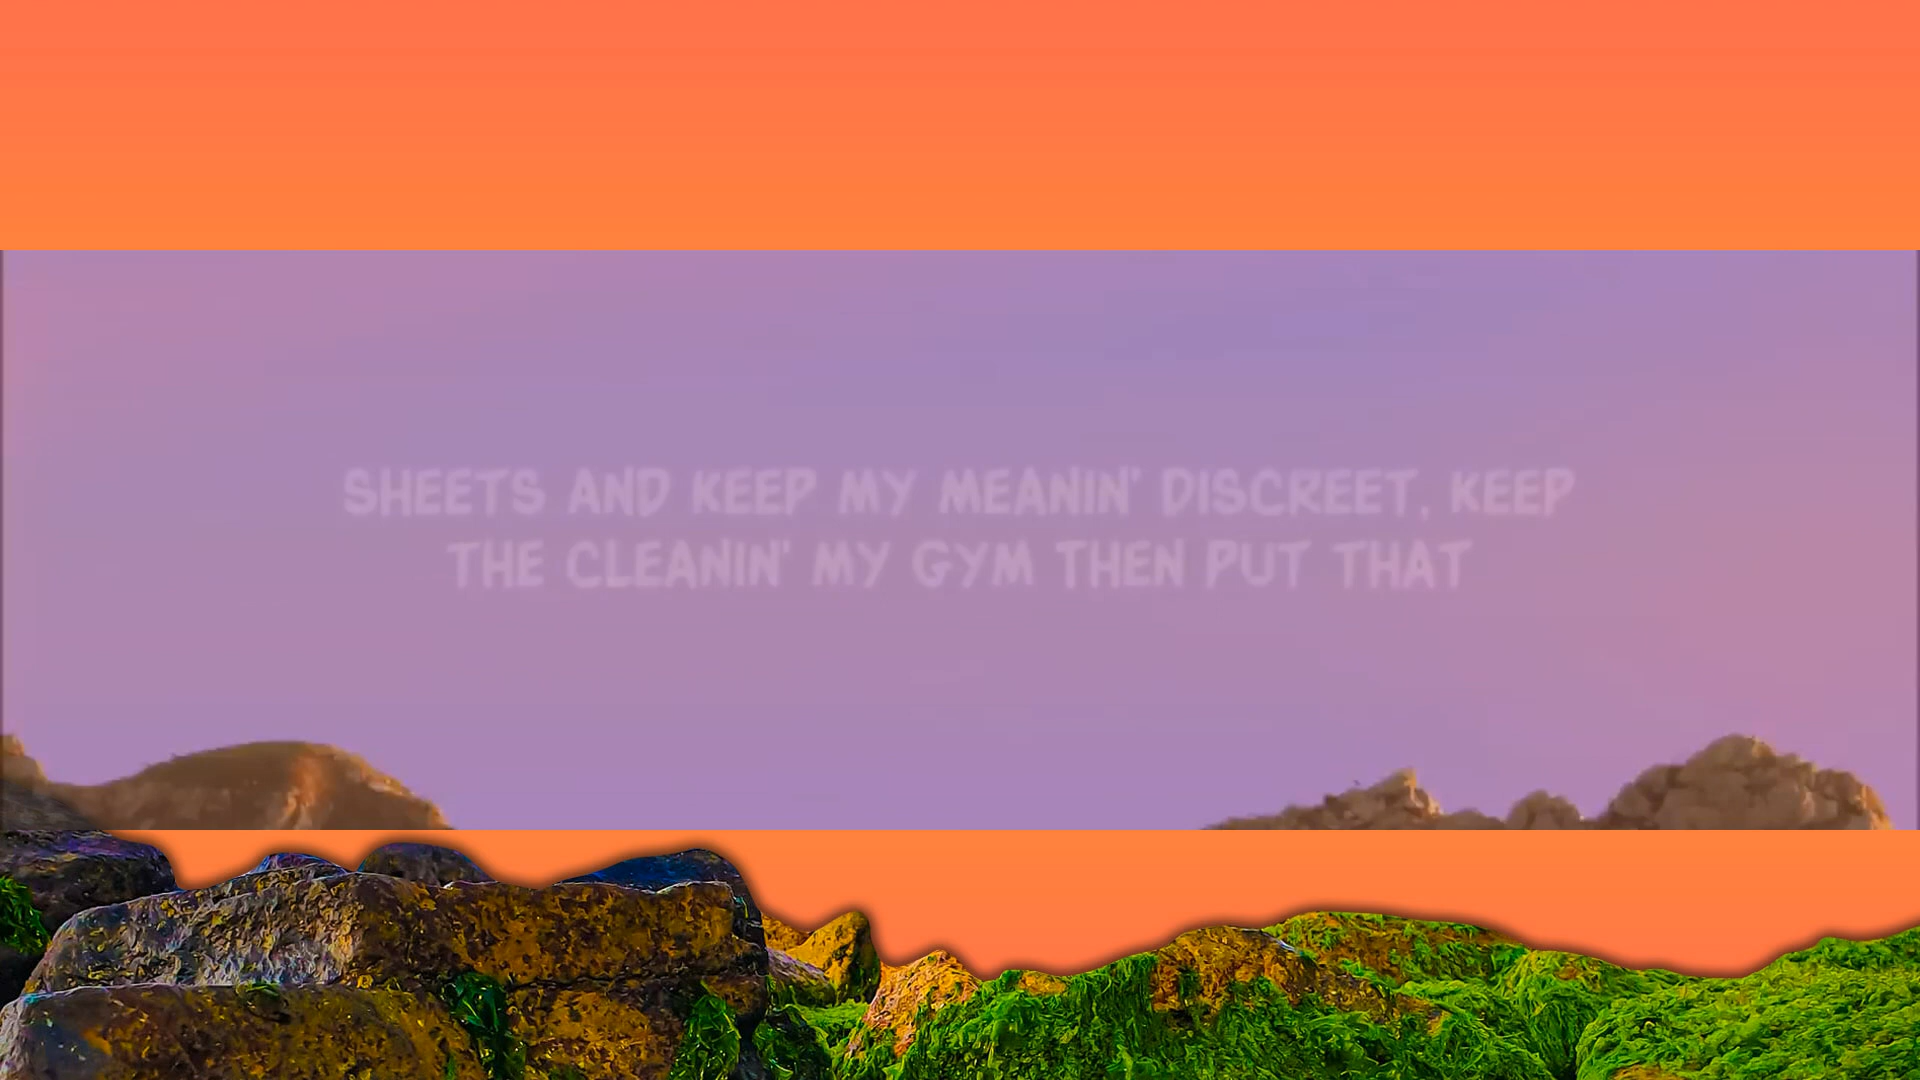 SHEETS AND KEEP MY MEANIN' DISCREET, KEEP
THE CLEANIN' MY GYM THEN PUT THAT